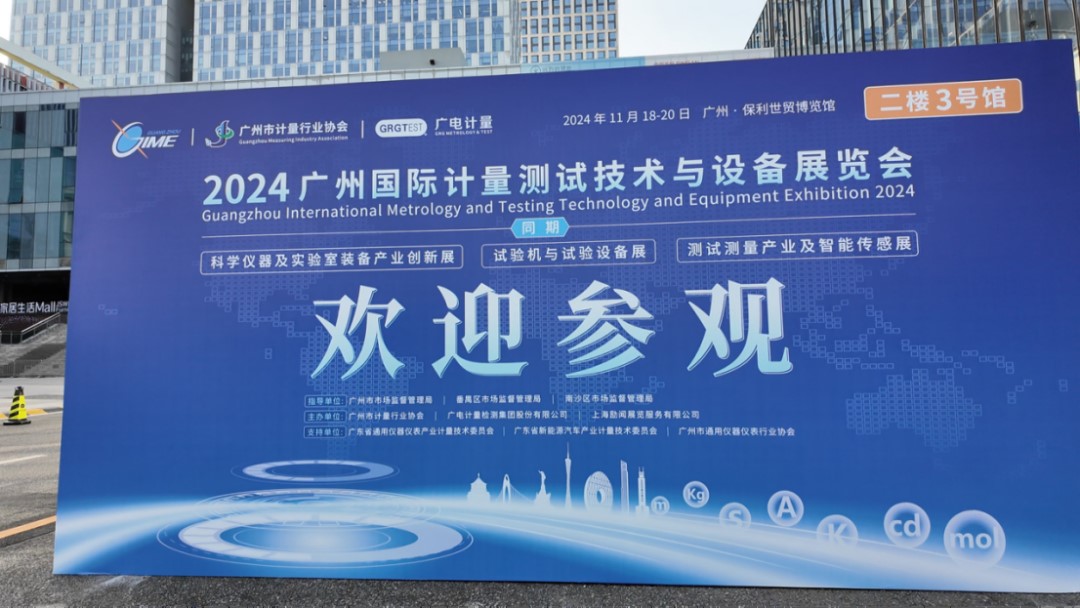 GUANGZHOU
GIME
广州市计量行业协会
Guangzhou Measuring Industry Association
GRGTEST
广电计量
GRG METROLOGY & TEST
2024年11月18-20日 广州·保利世贸博览馆
二楼3号馆
2024广州国际计量测试技术与设备展览会
Guangzhou International Metrology and Testing Technology and Equipment Exhibition 2024
同期
科学仪器及实验室装备产业创新展
试验机与试验设备展
测试测量产业及智能传感展
欢迎参观
指导单位: 广州市市场监督管理局 | 番禺区市场监督管理局 | 南沙区市场监督管理局
主办单位: 广州市计量行业协会 | 广电计量检测集团股份有限公司 | 上海励闻展览服务有限公司
支持单位: 广东省通用仪器仪表产业计量技术委员会 | 广东省新能源汽车产业计量技术委员会 | 广州市通用仪器仪表行业协会
m Kg S A K cd mol
家居生活Mall